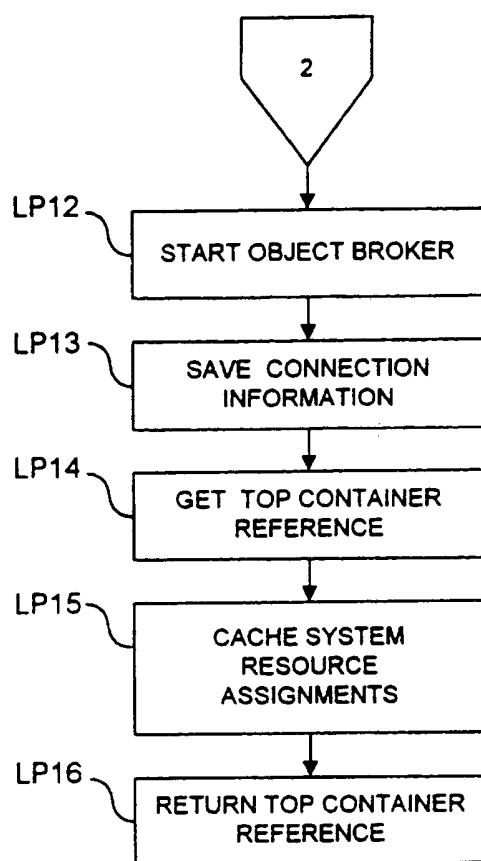 2
LP12
START OBJECT BROKER
LP13
SAVE CONNECTION
INFORMATION
LP14
GET TOP CONTAINER
REFERENCE
LP15
CACHE SYSTEM
RESOURCE
ASSIGNMENTS
LP16
RETURN TOP CONTAINER
REFERENCE